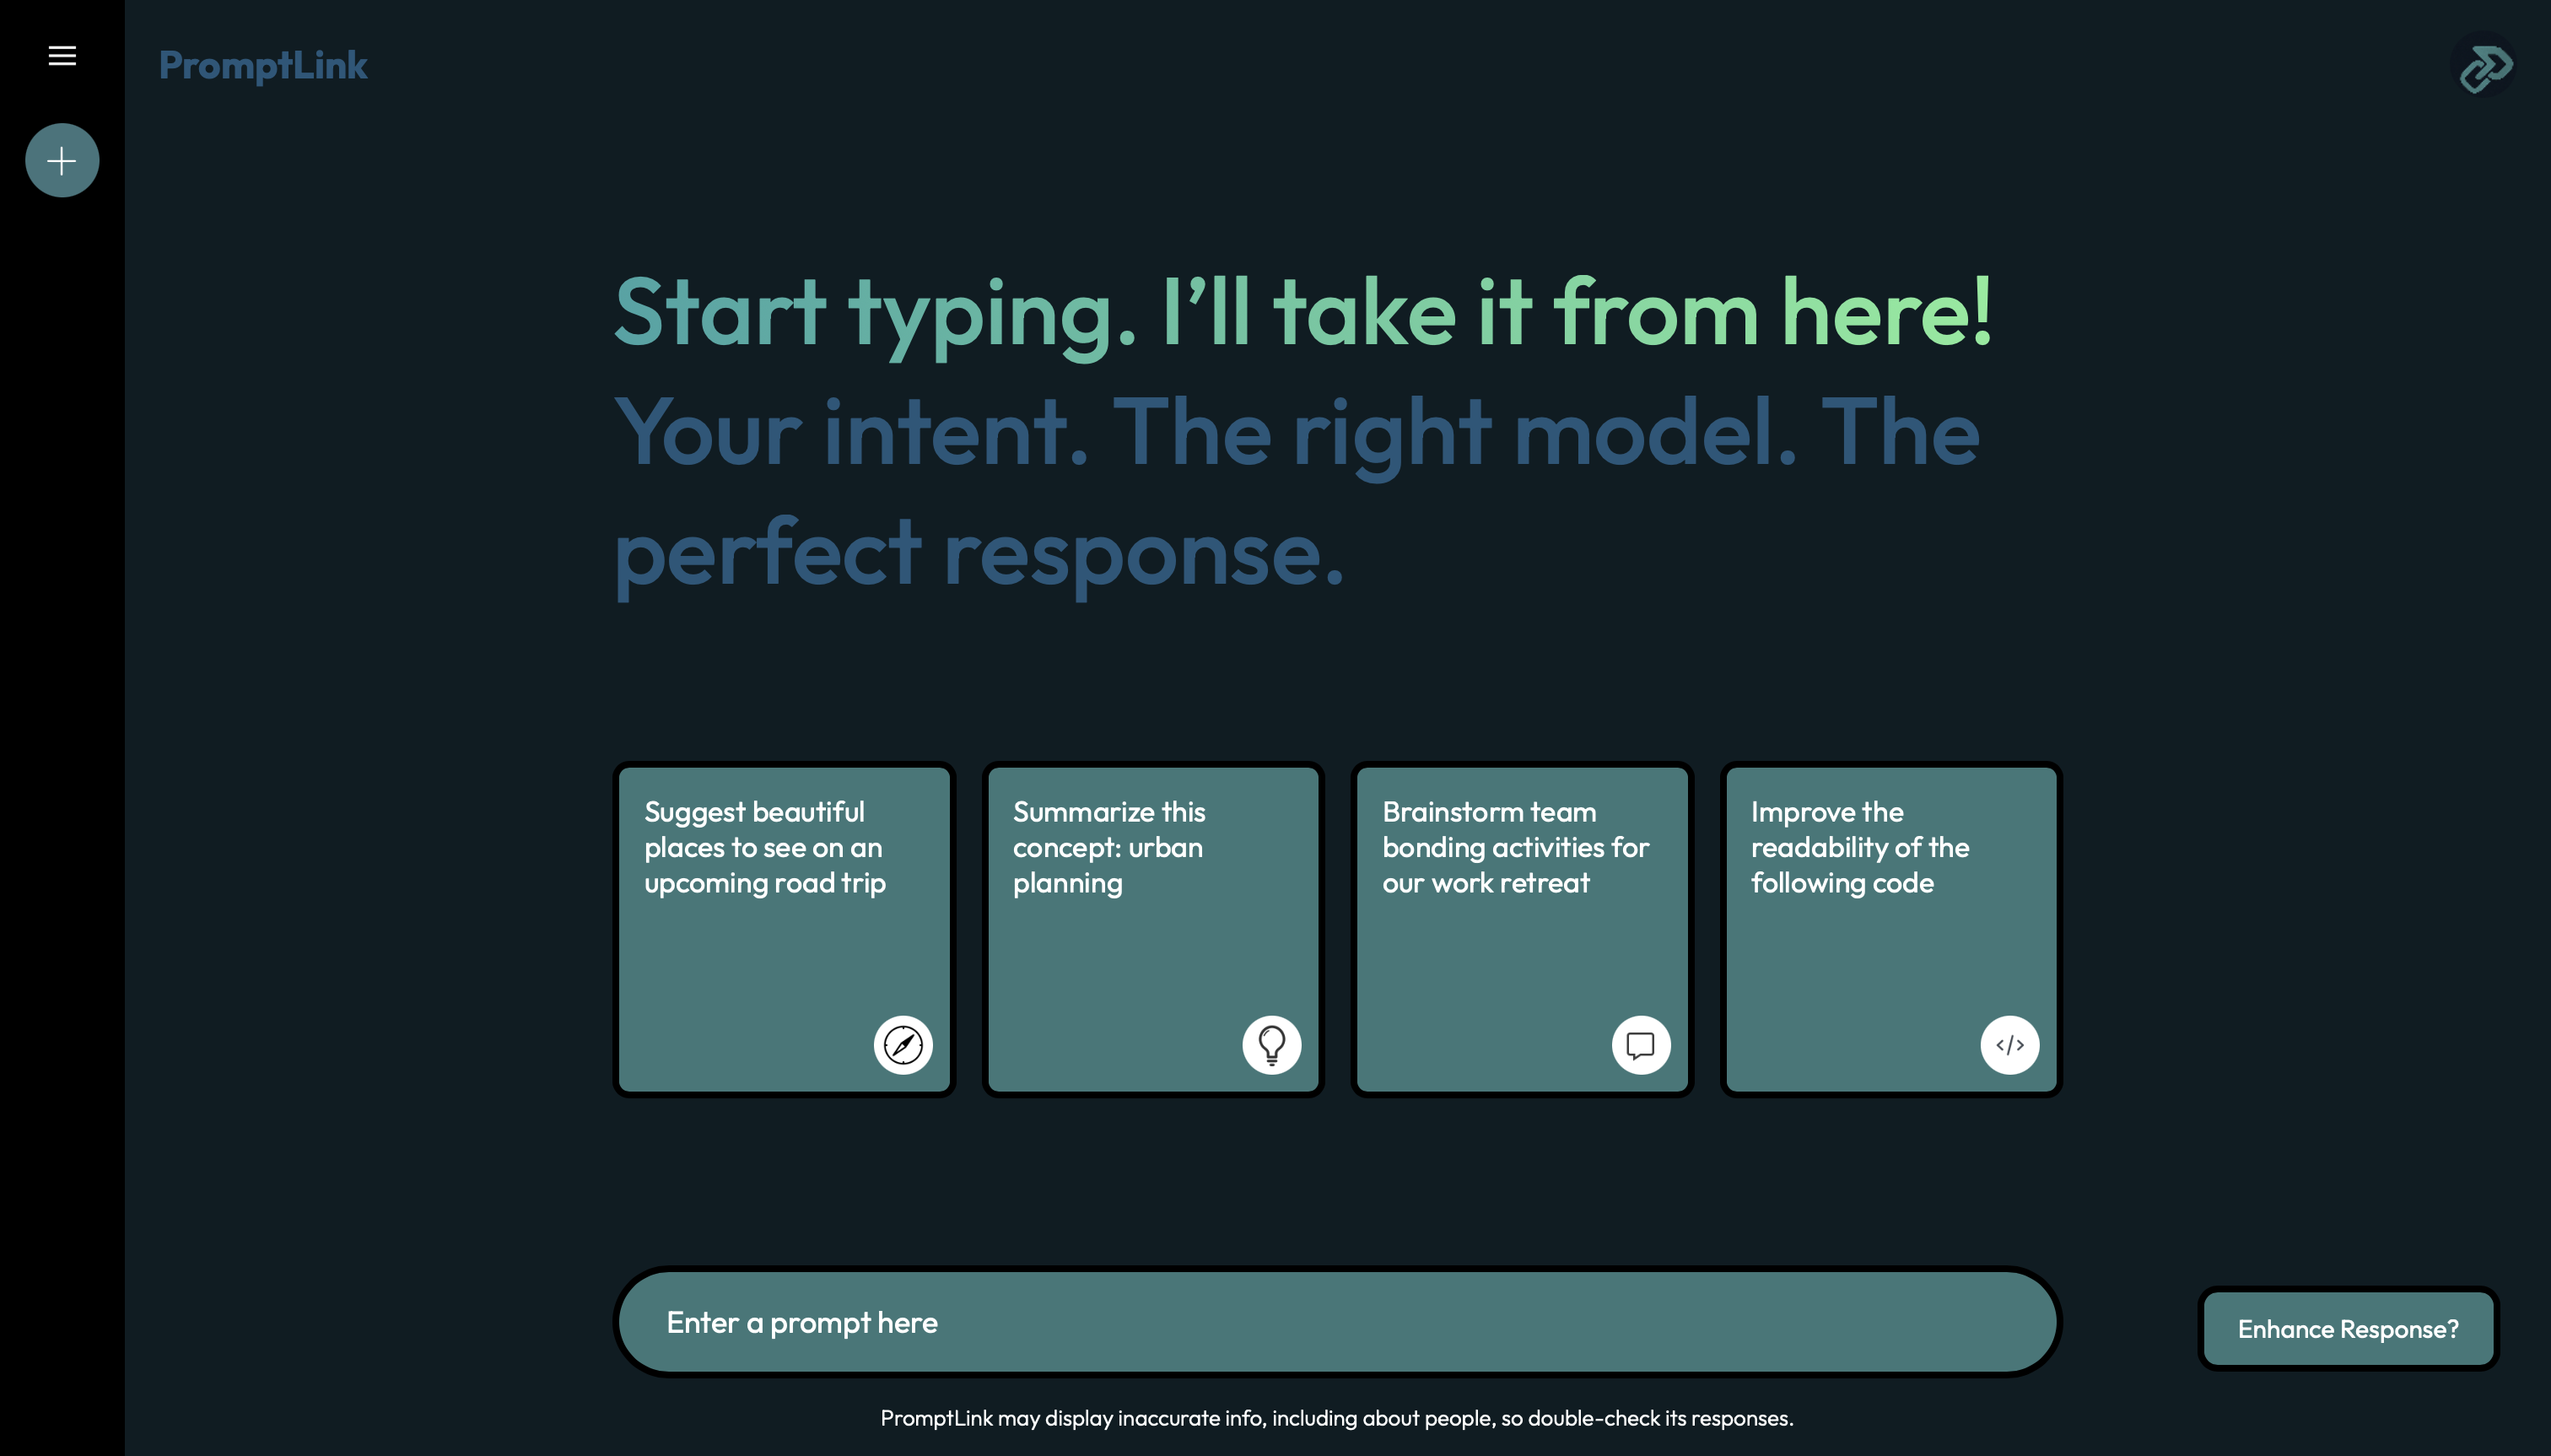 PromptLink
Start typing. I’ll take it from here!
Your intent. The right model. The
perfect response.
Suggest beautiful
places to see on an
upcoming road trip
Summarize this
concept: urban
planning
Brainstorm team
bonding activities for
our work retreat
Improve the
readability of the
following code
Enter a prompt here
Enhance Response?
PromptLink may display inaccurate info, including about people, so double-check its responses.